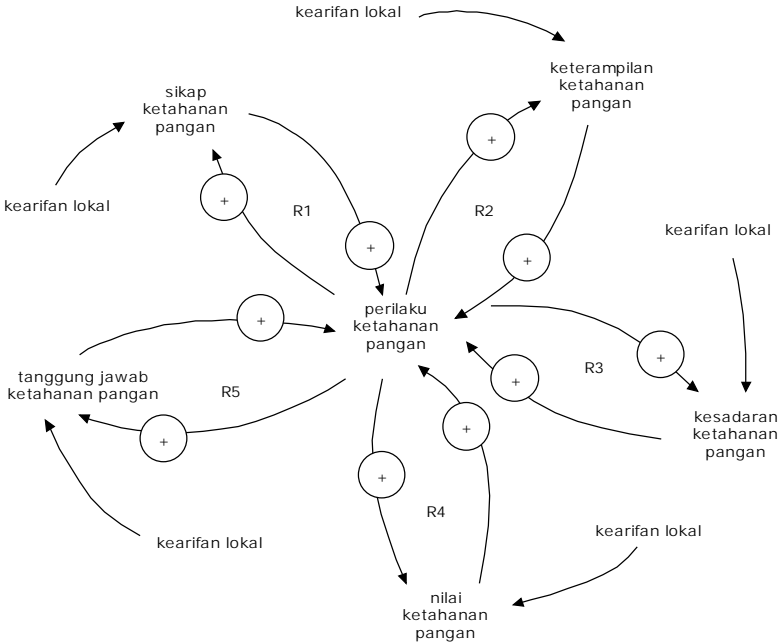 kearifan lokal
keterampilan
ketahanan
pangan
sikap
ketahanan
pangan
+
+
kearifan lokal
R1
R2
kearifan lokal
+
+
+
perilaku
ketahanan
pangan
+
+
R3
tanggung jawab
ketahanan pangan
R5
+
kesadaran
ketahanan
pangan
+
+
+
R4
kearifan lokal
kearifan lokal
nilai
ketahanan
pangan